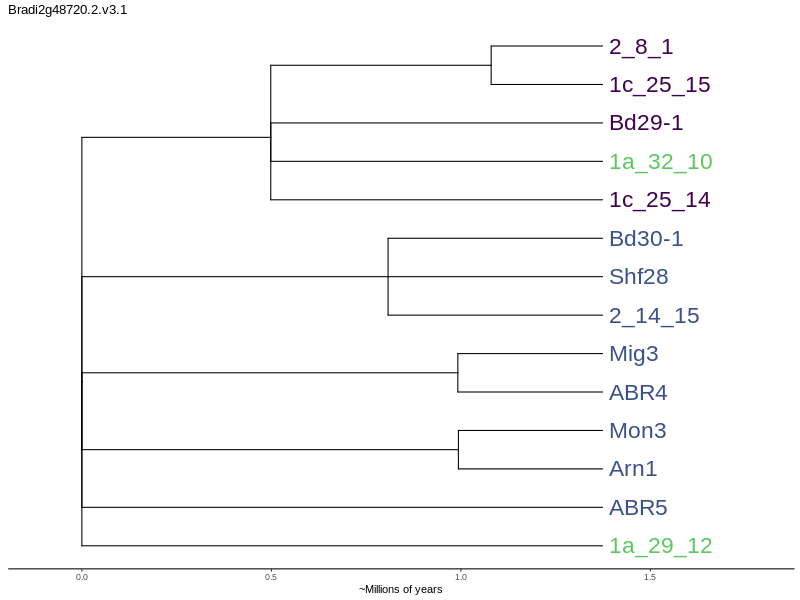 Bradi2g48720.2.v3.1
2_8_1
1c_25_15
Bd29-1
1a_32_10
1c_25_14
Bd30-1
Shf28
2_14_15
Mig3
ABR4
Mon3
Arn1
ABR5
1a_29_12
0.0 0.5 1.0 1.5
~Millions of years